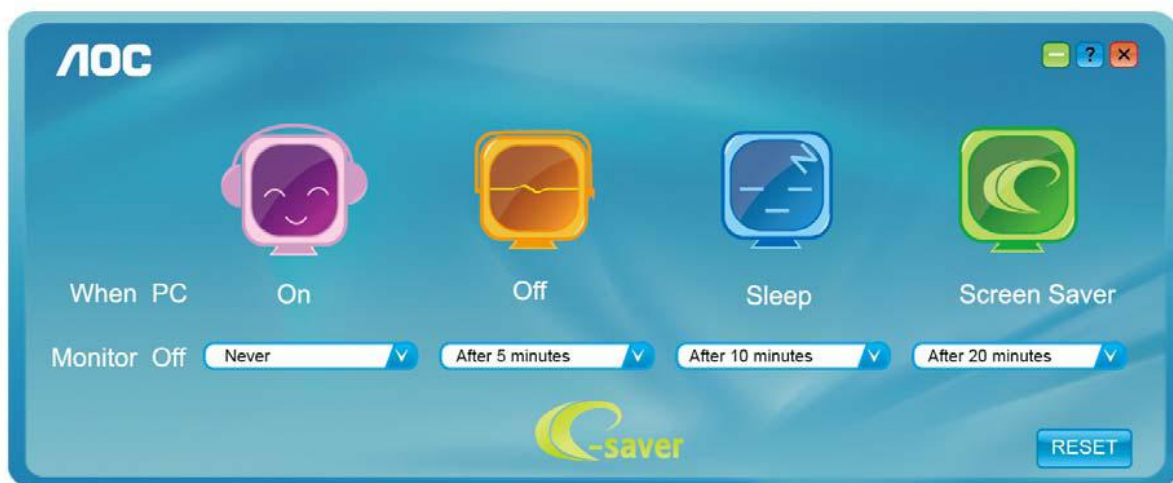 AOC
?
When PC On Off Sleep Screen Saver
Monitor Off Never After 5 minutes After 10 minutes After 20 minutes
e-saver
RESET